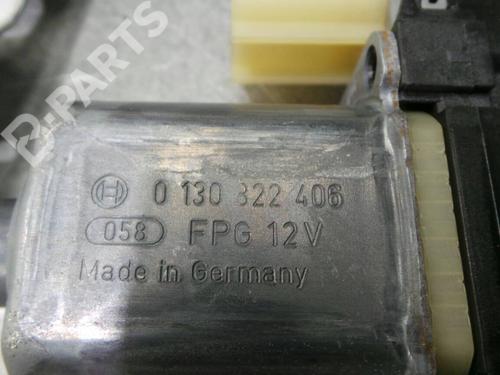 B-PARTS
0 130 822 406
058 FPG 12V
Made in Germany